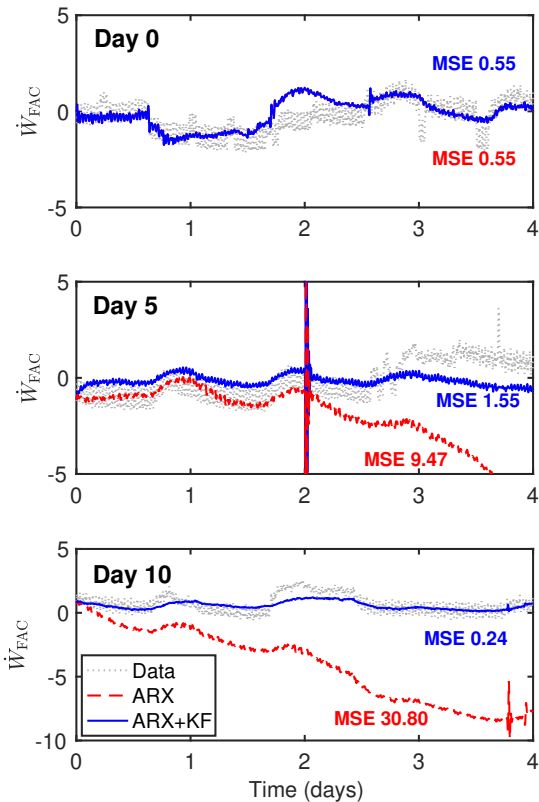 5
Day 0
MSE 0.55
0
Ẇ_FAC
MSE 0.55
-5
0 1 2 3 4
5
Day 5
0
Ẇ_FAC
MSE 1.55
MSE 9.47
-5
0 1 2 3 4
5
Day 10
0
Ẇ_FAC
MSE 0.24
Data
-5
ARX
ARX+KF
MSE 30.80
-10
0 1 2 3 4
Time (days)